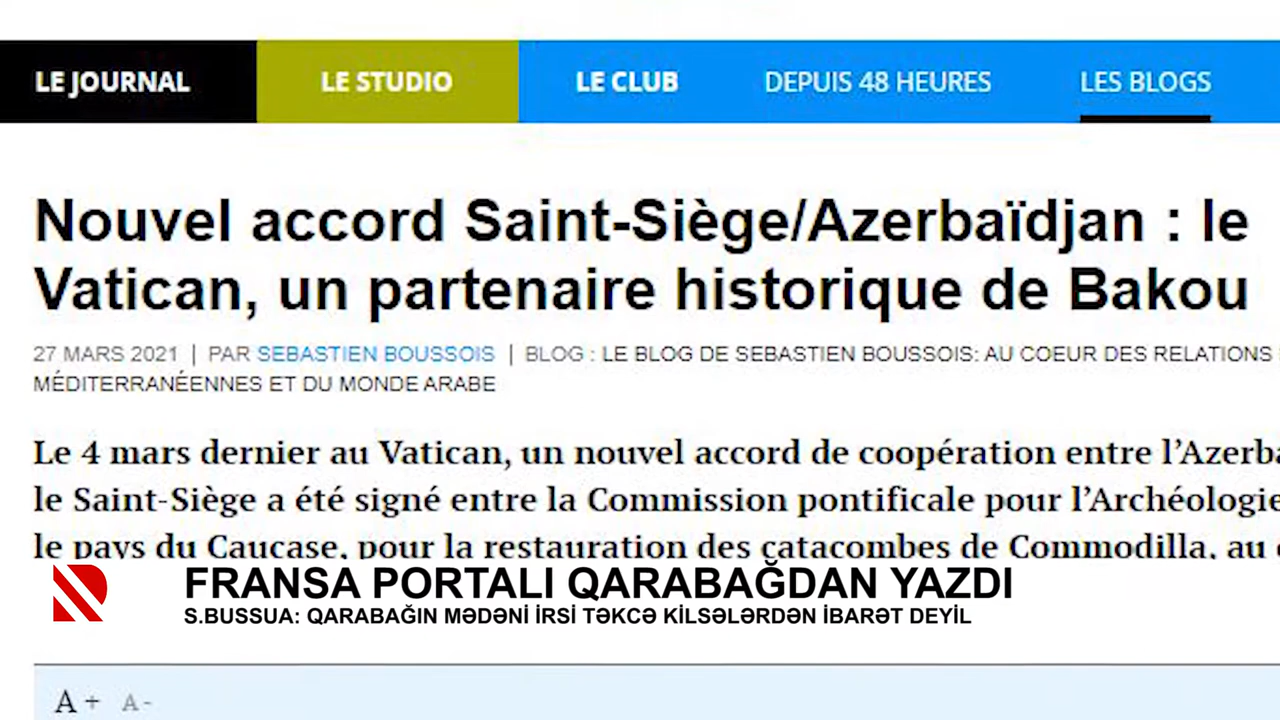 LE JOURNAL LE STUDIO LE CLUB DEPUIS 48 HEURES LES BLOGS
Nouvel accord Saint-Siège/Azerbaïdjan : le
Vatican, un partenaire historique de Bakou
27 MARS 2021 | PAR SEBASTIEN BOUSSOIS | BLOG : LE BLOG DE SEBASTIEN BOUSSOIS: AU COEUR DES RELATIONS
MÉDITERRANÉENNES ET DU MONDE ARABE
Le 4 mars dernier au Vatican, un nouvel accord de coopération entre l’Azerba
le Saint-Siège a été signé entre la Commission pontificale pour l’Archéologie
le pays du Caucase, pour la restauration des catacombes de Commodilla, au
FRANSA PORTALI QARABAĞDAN YAZDI
S.BUSSUA: QARABAĞIN MƏDƏNİ İRSİ TƏKCƏ KİLSƏLƏRDƏN İBARƏT DEYİL
A+ A-